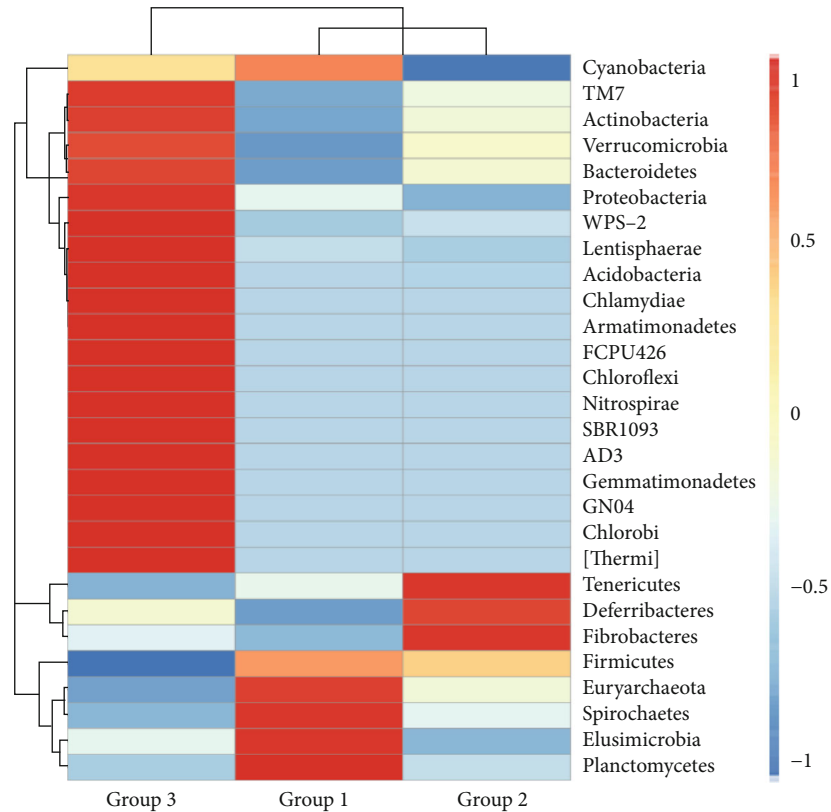 Cyanobacteria
TM7
Actinobacteria
Verrucomicrobia
Bacteroidetes
Proteobacteria
WPS–2
Lentisphaerae
Acidobacteria
Chlamydiae
Armatimonadetes
FCPU426
Chloroflexi
Nitrospirae
SBR1093
AD3
Gemmatimonadetes
GN04
Chlorobi
[Thermi]
Tenericutes
Deferribacteres
Fibrobacteres
Firmicutes
Euryarchaeota
Spirochaetes
Elusimicrobia
Planctomycetes
1
0.5
0
−0.5
−1
Group 3 Group 1 Group 2